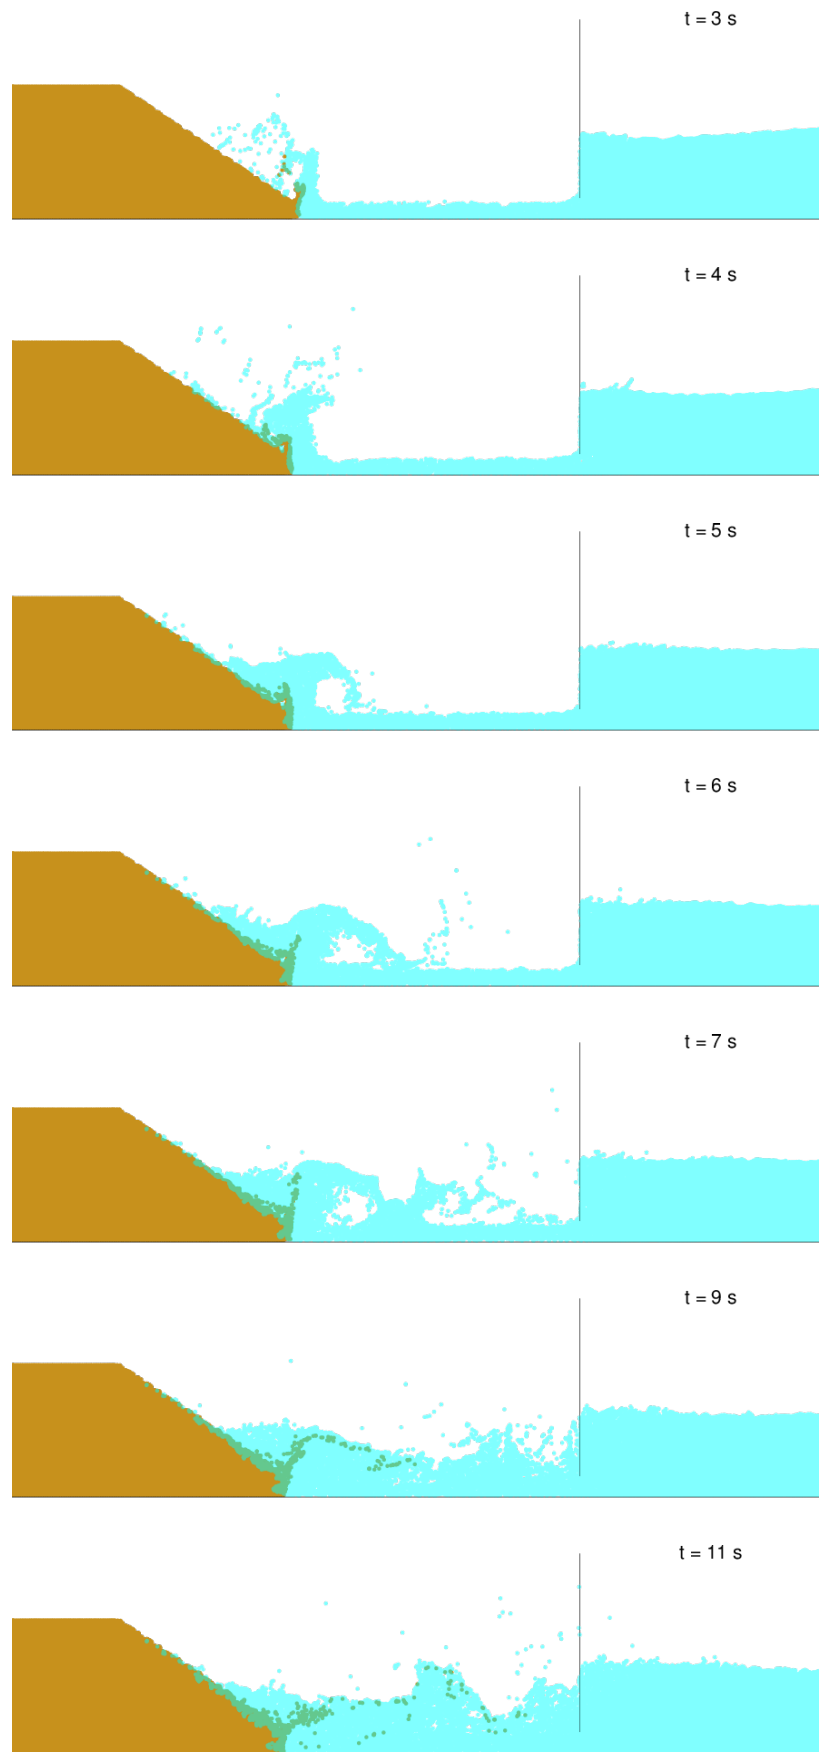 t = 3 s
t = 4 s
t = 5 s
t = 6 s
t = 7 s
t = 9 s
t = 11 s